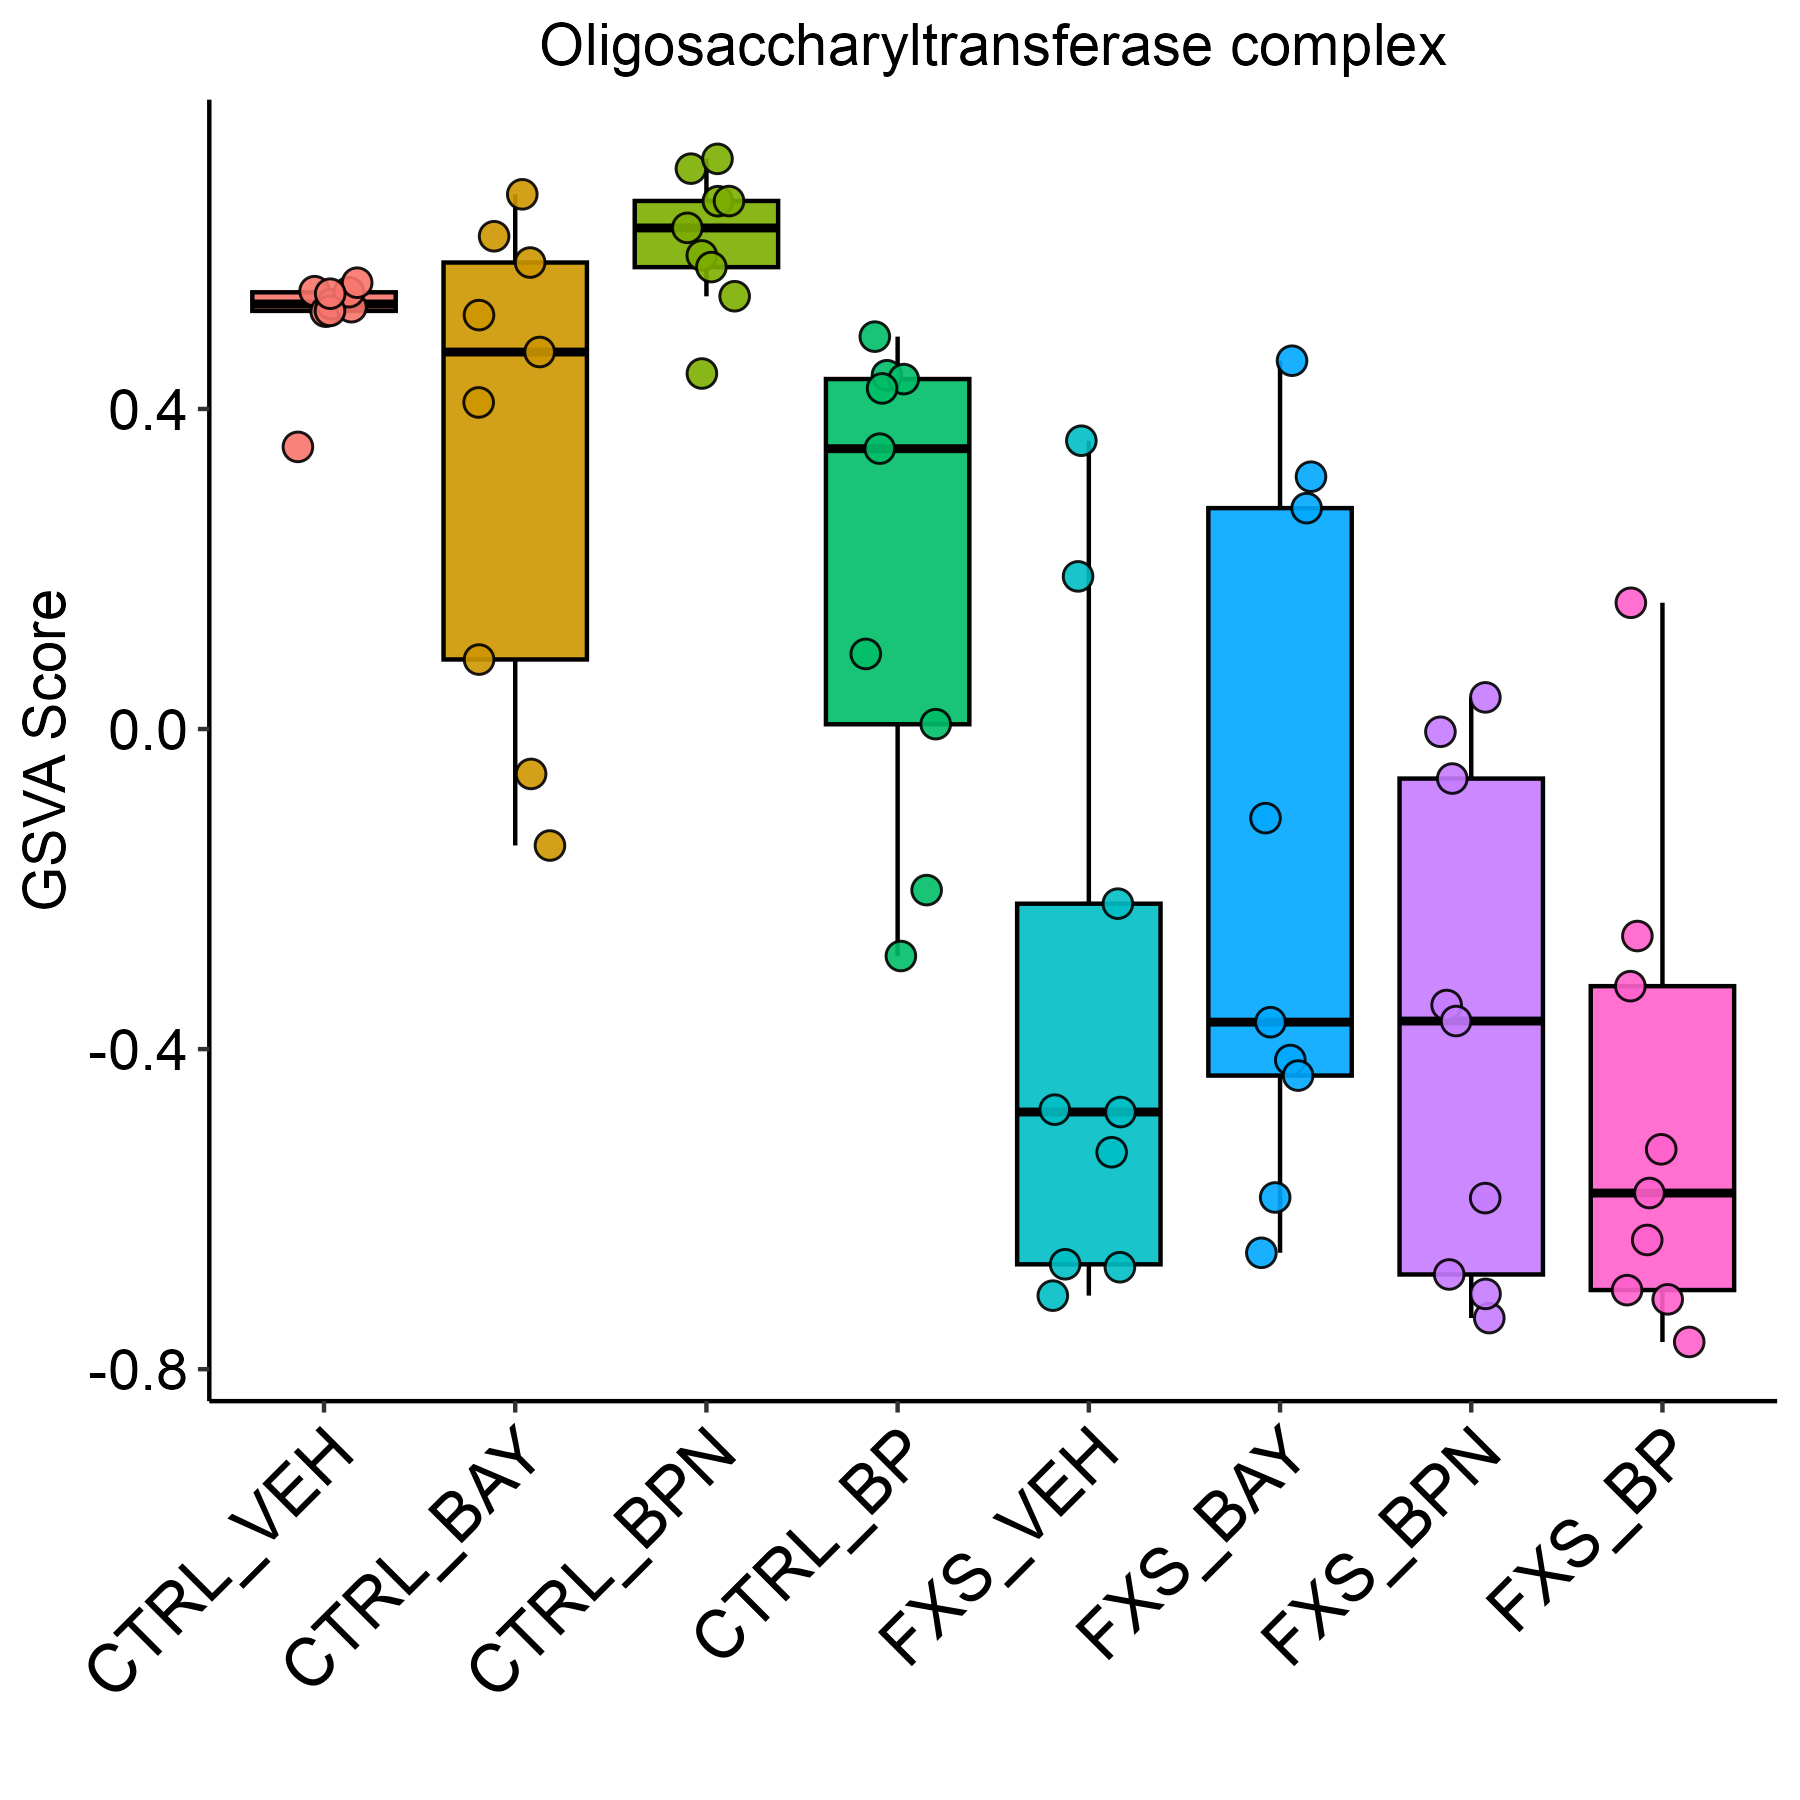 Oligosaccharyltransferase complex
GSVA Score
0.4
0.0
-0.4
-0.8
CTRL_VEH
CTRL_BAY
CTRL_BPN
CTRL_BP
FXS_VEH
FXS_BAY
FXS_BPN
FXS_BP